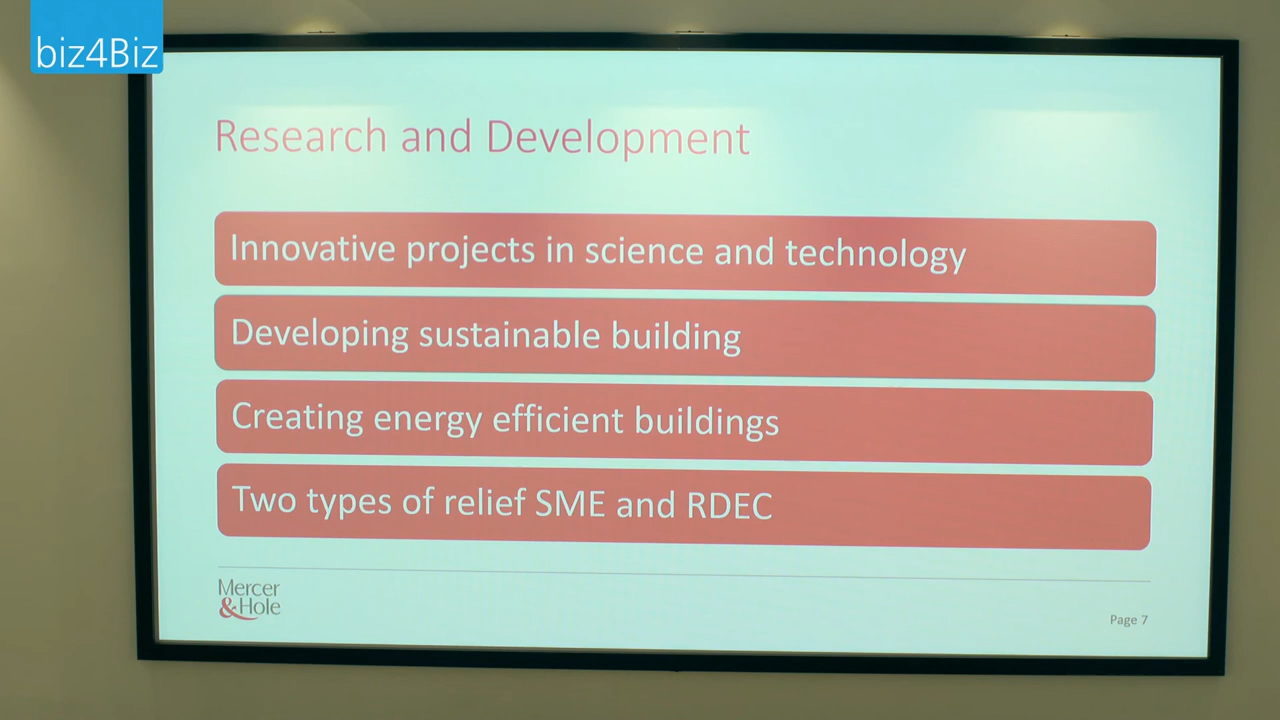 biz4Biz
Research and Development
Innovative projects in science and technology
Developing sustainable building
Creating energy efficient buildings
Two types of relief SME and RDEC
Mercer
&Hole
Page 7